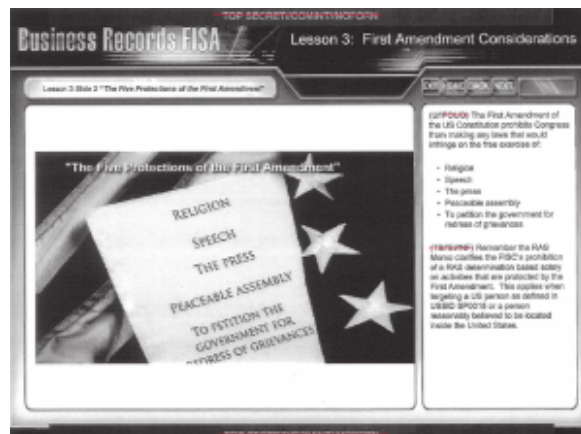 TOP SECRET//COMINT//NOFORN
Business Records FISA
Lesson 3: First Amendment Considerations
Lesson 3 Slide 2 "The Five Protections of the First Amendment"
EXIT
BACK NEXT
"The Five Protections of the First Amendment"
RELIGION
SPEECH
THE PRESS
PEACEABLE ASSEMBLY
TO PETITION THE
GOVERNMENT FOR
REDRESS OF GRIEVANCES
(U//FOUO) The First Amendment of
the US Constitution prohibits Congress
from making any laws that would
infringe on the free exercise of:
- Religion
- Speech
- The press
- Peaceable assembly
- To petition the government for
redress of grievances
Remember the RAS
Memo clarifies the FISC's prohibition
of a RAS determination based solely
on activities that are protected by the
First Amendment. This applies when
targeting a US person as defined in
USSID SP0018 or a person
reasonably believed to be located
inside the United States.